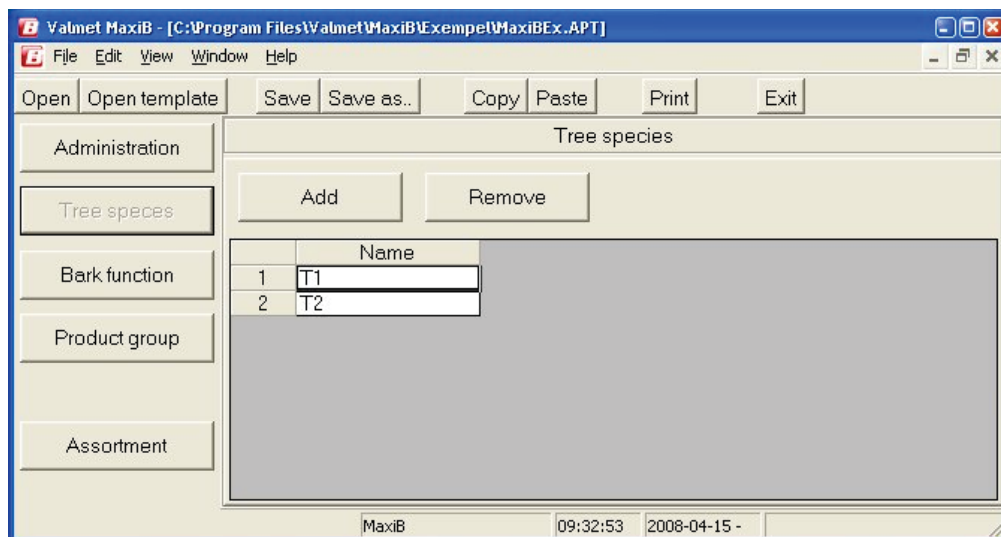 Valmet MaxiB - [C:\Program Files\Valmet\MaxiB\Exempel\MaxiBEx.APT]
File Edit View Window Help
Open Open template Save Save as.. Copy Paste Print Exit
Administration
Tree species
Tree speces
Add Remove
Bark function
Name
1 T1
2 T2
Product group
Assortment
MaxiB 09:32:53 2008-04-15 -